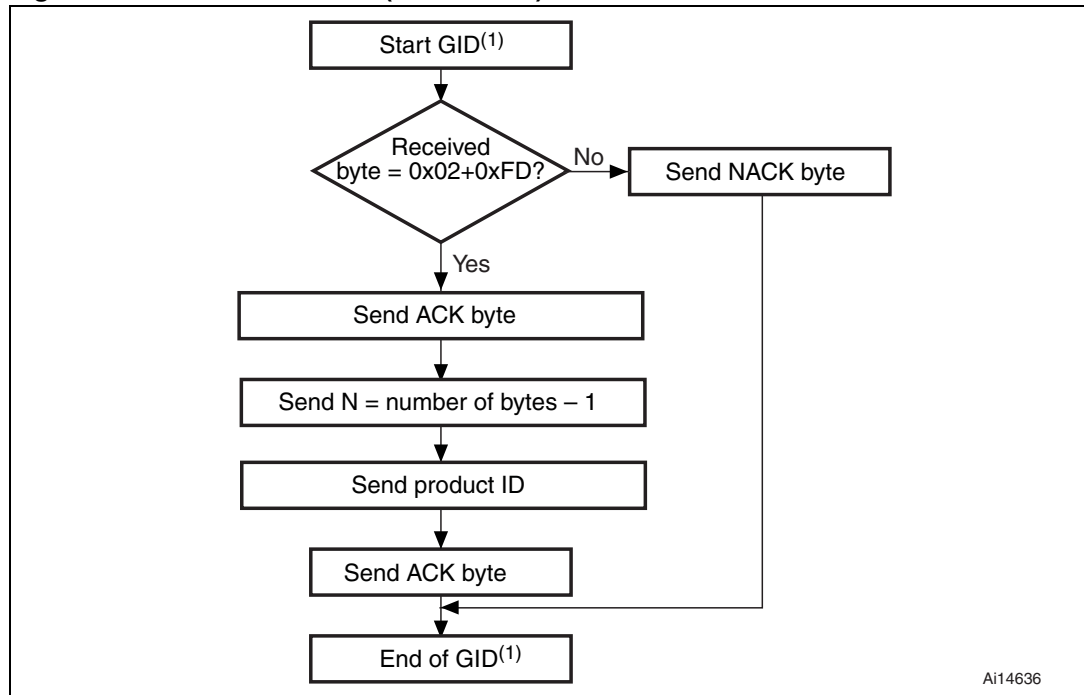 Start GID(1)
Received
byte = 0x02+0xFD?
No
Send NACK byte
Yes
Send ACK byte
Send N = number of bytes – 1
Send product ID
Send ACK byte
End of GID(1)
Ai14636